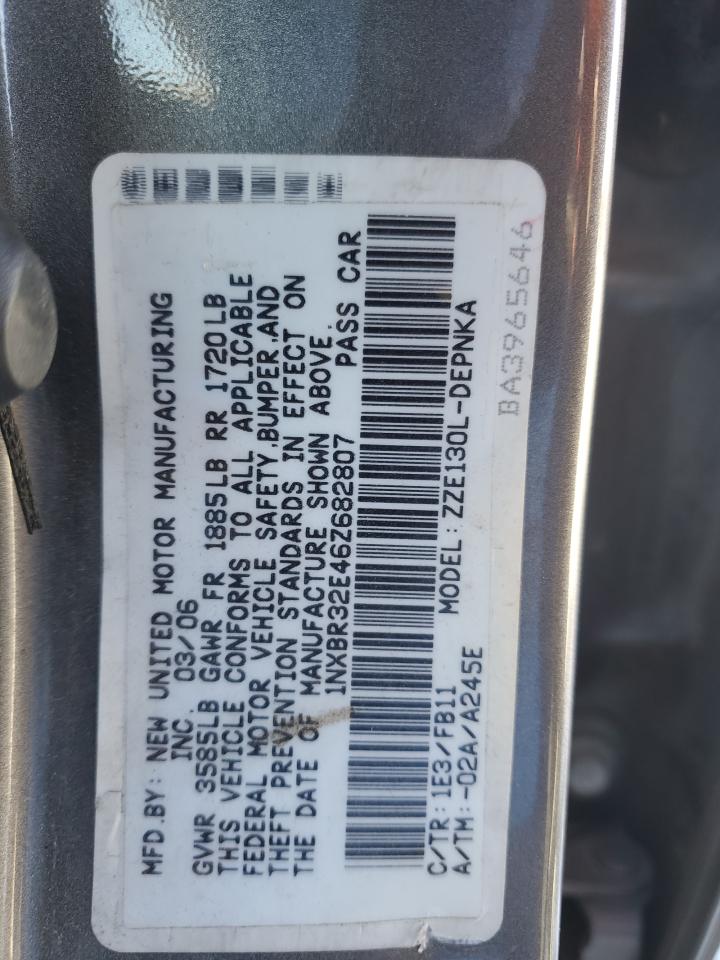 MFD.BY: NEW UNITED MOTOR MANUFACTURING
INC. 03/06
GVWR 3585LB GAWR FR 1885LB RR 1720LB
THIS VEHICLE CONFORMS TO ALL APPLICABLE
FEDERAL MOTOR VEHICLE SAFETY,BUMPER,AND
THEFT PREVENTION STANDARDS IN EFFECT ON
THE DATE OF MANUFACTURE SHOWN ABOVE.
1NXBR32E46Z682807 PASS CAR
C/TR: 1E3/FB11 MODEL: ZZE130L-DEPNKA
A/TM:-02A/A245E
BA3965646